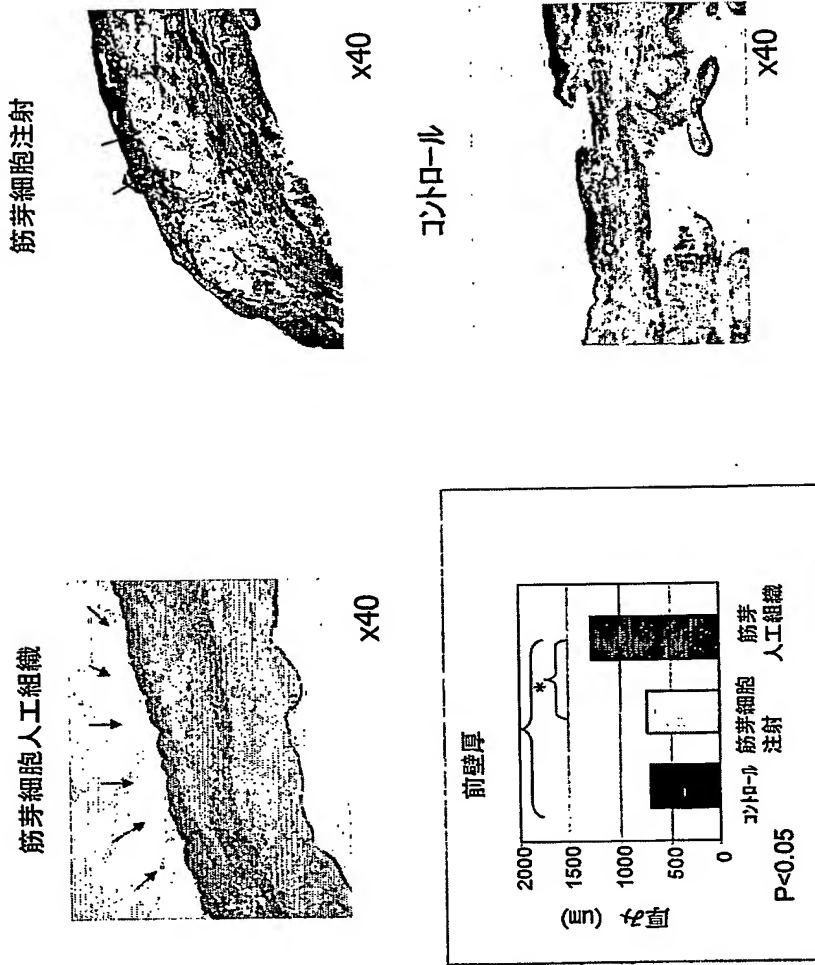 筋芽細胞人工組織
x40
筋芽細胞注射
x40
コントロール
x40
前壁厚
厚み (um)
2000
1500
1000
500
0
*
コントロール
筋芽細胞
注射
筋芽
人工組織
P<0.05